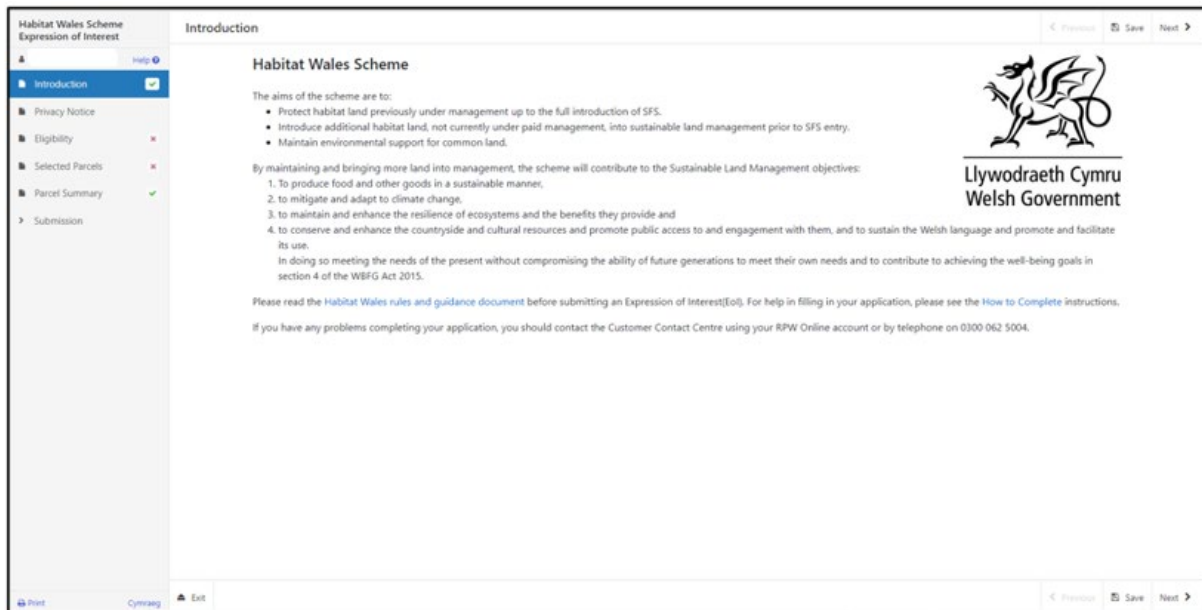 Habitat Wales Scheme
Expression of Interest
Help
Introduction
Privacy Notice
Eligibility
Selected Parcels
Parcel Summary
Submission
Print
Cymraeg
Introduction
Previous
Save
Next
Habitat Wales Scheme
The aims of the scheme are to:
• Protect habitat land previously under management up to the full introduction of SFS.
• Introduce additional habitat land, not currently under paid management, into sustainable land management prior to SFS entry.
• Maintain environmental support for common land.
By maintaining and bringing more land into management, the scheme will contribute to the Sustainable Land Management objectives:
1. To produce food and other goods in a sustainable manner,
2. to mitigate and adapt to climate change,
3. to maintain and enhance the resilience of ecosystems and the benefits they provide and
4. to conserve and enhance the countryside and cultural resources and promote public access to and engagement with them, and to sustain the Welsh language and promote and facilitate
its use.
In doing so meeting the needs of the present without compromising the ability of future generations to meet their own needs and to contribute to achieving the well-being goals in
section 4 of the WBFG Act 2015.
Please read the Habitat Wales rules and guidance document before submitting an Expression of Interest(EoI). For help in filling in your application, please see the How to Complete instructions.
If you have any problems completing your application, you should contact the Customer Contact Centre using your RPW Online account or by telephone on 0300 062 5004.
Llywodraeth Cymru
Welsh Government
Exit
Previous
Save
Next